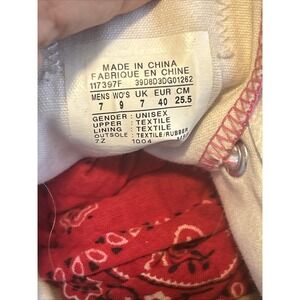 MADE IN CHINA
FABRIQUE EN CHINE
117397F 39D8D3DG01262
MENS WO'S UK EUR CM
7 9 7 40 25.5
GENDER : UNISEX
UPPER : TEXTILE
LINING : TEXTILE
OUTSOLE : TEXTILE/RUBBER
7Z 1004